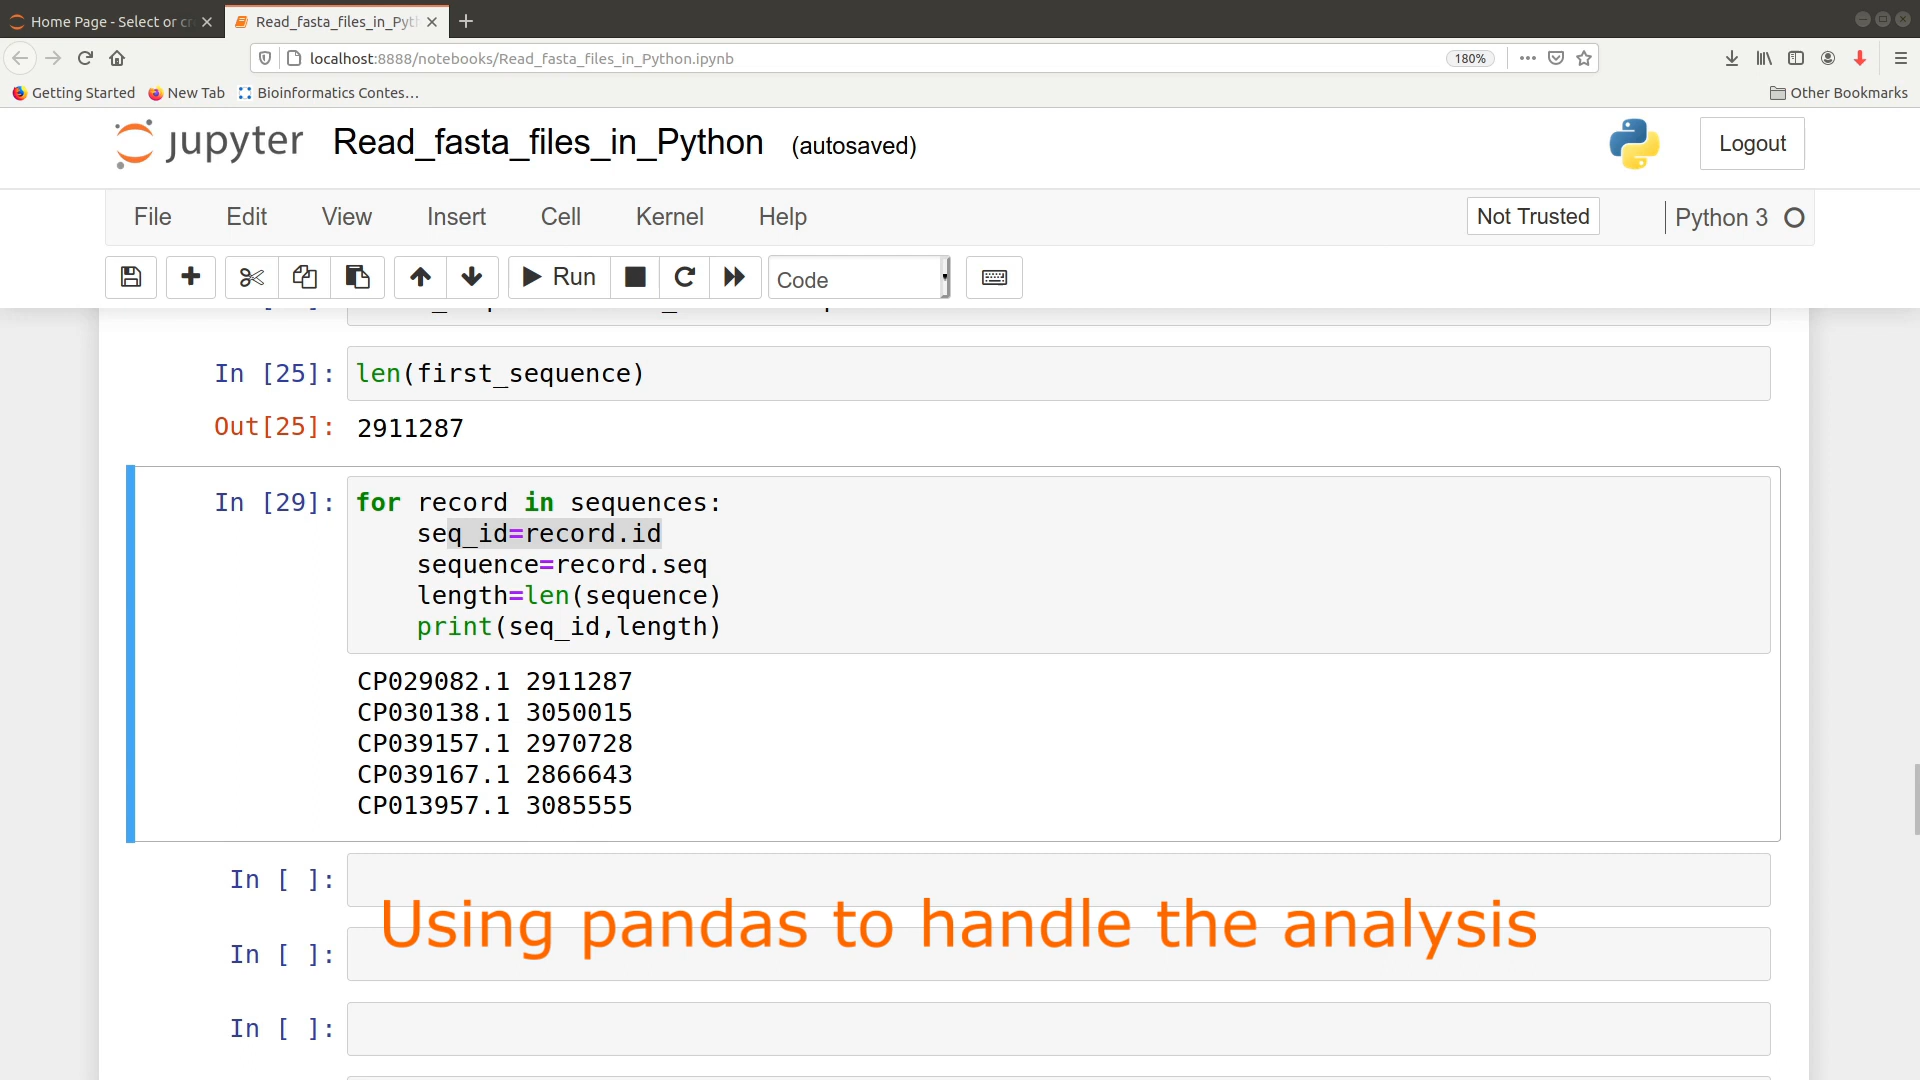 Home Page - Select or cr
Read_fasta_files_in_Pyt
localhost:8888/notebooks/Read_fasta_files_in_Python.ipynb
180%
Getting Started
New Tab
Bioinformatics Contes…
Other Bookmarks
jupyter
Read_fasta_files_in_Python
(autosaved)
Logout
File Edit View Insert Cell Kernel Help
Not Trusted
Python 3
Run
Code
In [25]:
len(first_sequence)
Out[25]:
2911287
In [29]:
for record in sequences:
    seq_id=record.id
    sequence=record.seq
    length=len(sequence)
    print(seq_id,length)
CP029082.1 2911287
CP030138.1 3050015
CP039157.1 2970728
CP039167.1 2866643
CP013957.1 3085555
In [ ]:
Using pandas to handle the analysis
In [ ]:
In [ ]: